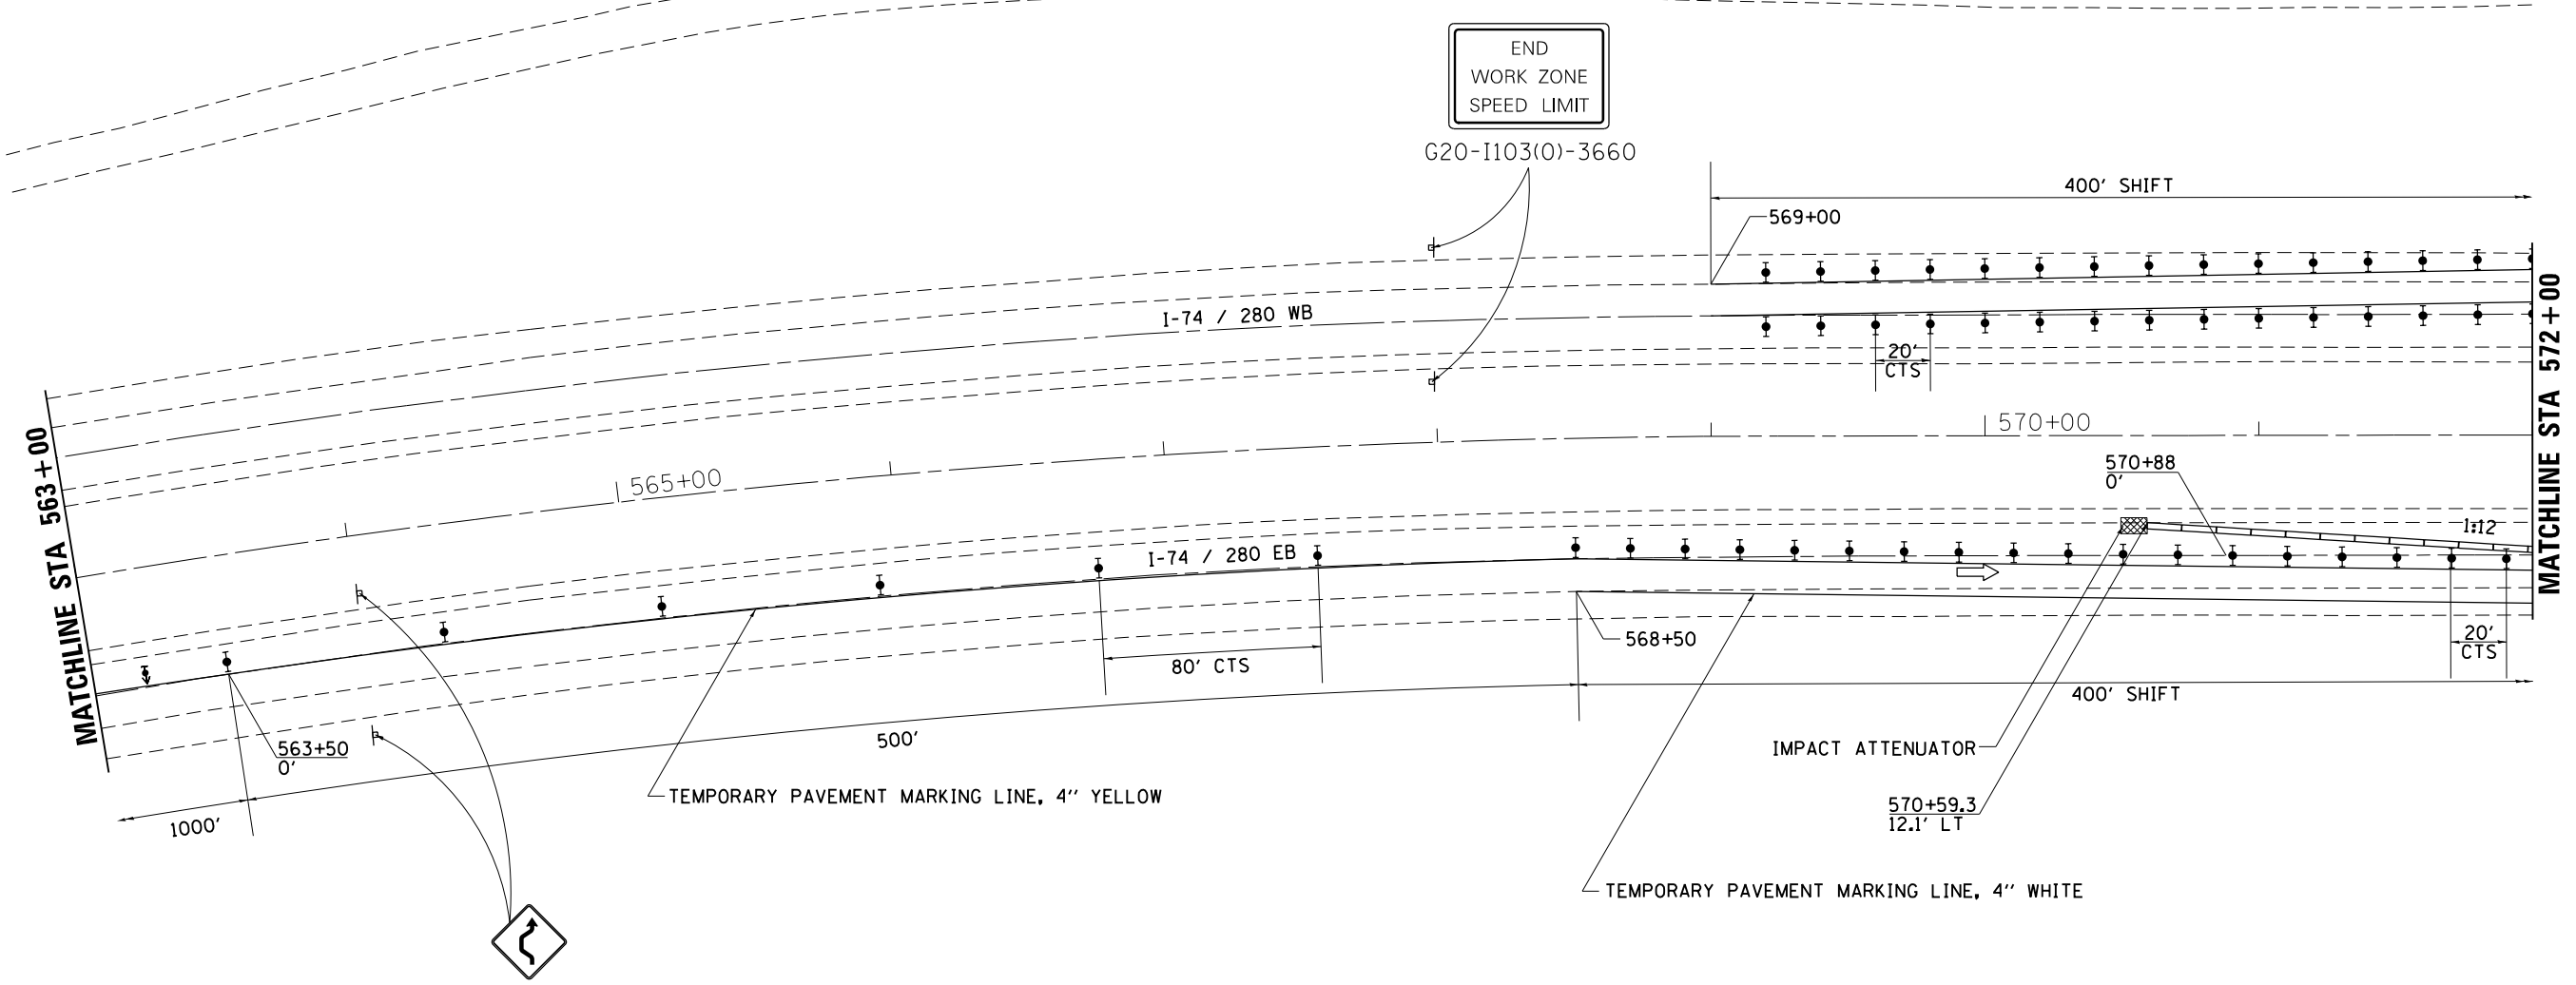 END
WORK ZONE
SPEED LIMIT
G20-I103(O)-3660
400' SHIFT
569+00
I-74 / 280 WB
20'
CTS
MATCHLINE STA 572+00
570+00
MATCHLINE STA 563+00
565+00
570+88
0'
1:12
I-74 / 280 EB
568+50
20'
CTS
80' CTS
400' SHIFT
563+50
0'
500'
IMPACT ATTENUATOR
TEMPORARY PAVEMENT MARKING LINE, 4" YELLOW
570+59.3
12.1' LT
1000'
TEMPORARY PAVEMENT MARKING LINE, 4" WHITE